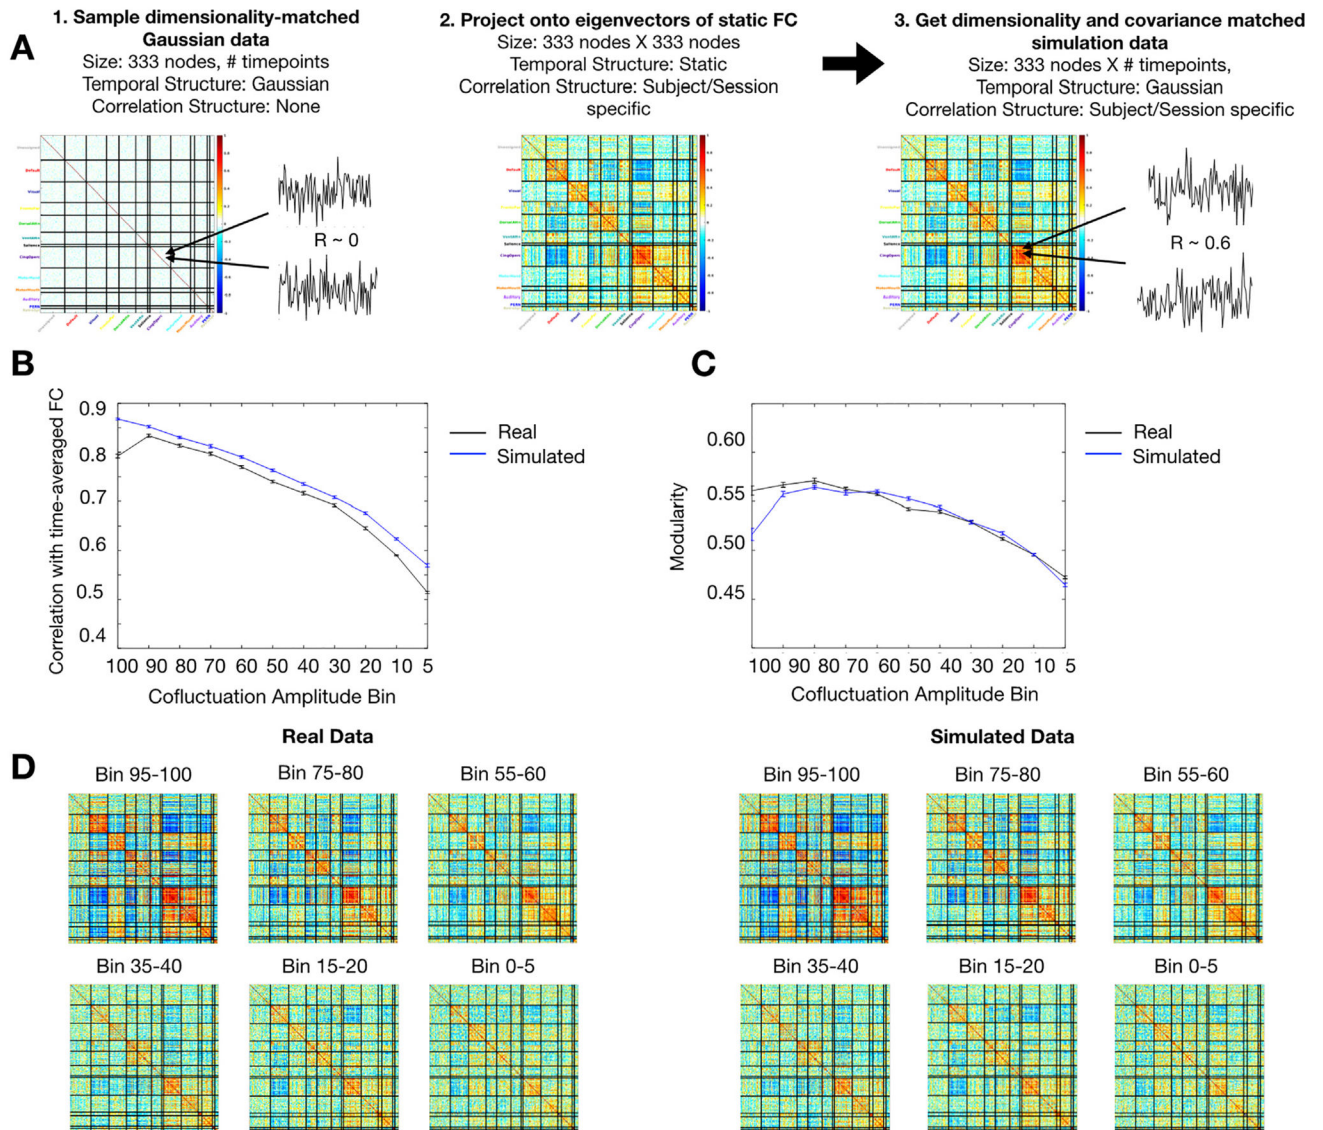 A
1. Sample dimensionality-matched
Gaussian data
Size: 333 nodes, # timepoints
Temporal Structure: Gaussian
Correlation Structure: None
2. Project onto eigenvectors of static FC
Size: 333 nodes X 333 nodes
Temporal Structure: Static
Correlation Structure: Subject/Session
specific
3. Get dimensionality and covariance matched
simulation data
Size: 333 nodes X # timepoints,
Temporal Structure: Gaussian
Correlation Structure: Subject/Session specific
Default
Visual
Salience
CingOperc
Auditory
R ~ 0
R ~ 0.6
B
Correlation with time-averaged FC
0.9
0.8
0.7
0.6
0.5
0.4
100 90 80 70 60 50 40 30 20 10 5
Cofluctuation Amplitude Bin
Real
Simulated
C
Modularity
0.60
0.55
0.50
0.45
100 90 80 70 60 50 40 30 20 10 5
Cofluctuation Amplitude Bin
Real
Simulated
D
Real Data
Bin 95-100 Bin 75-80 Bin 55-60
Bin 35-40 Bin 15-20 Bin 0-5
Simulated Data
Bin 95-100 Bin 75-80 Bin 55-60
Bin 35-40 Bin 15-20 Bin 0-5